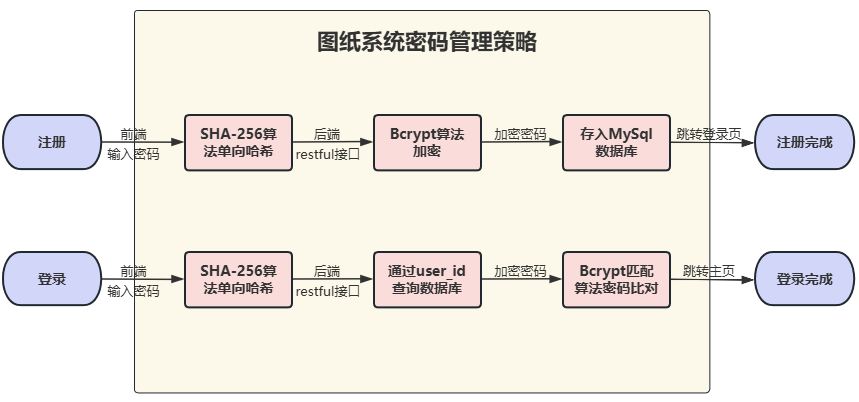 图纸系统密码管理策略
注册
前端
输入密码
SHA-256算
法单向哈希
后端
restful接口
Bcrypt算法
加密
加密密码
存入MySql
数据库
跳转登录页
注册完成
登录
前端
输入密码
SHA-256算
法单向哈希
后端
restful接口
通过user_id
查询数据库
加密密码
Bcrypt匹配
算法密码比对
跳转主页
登录完成